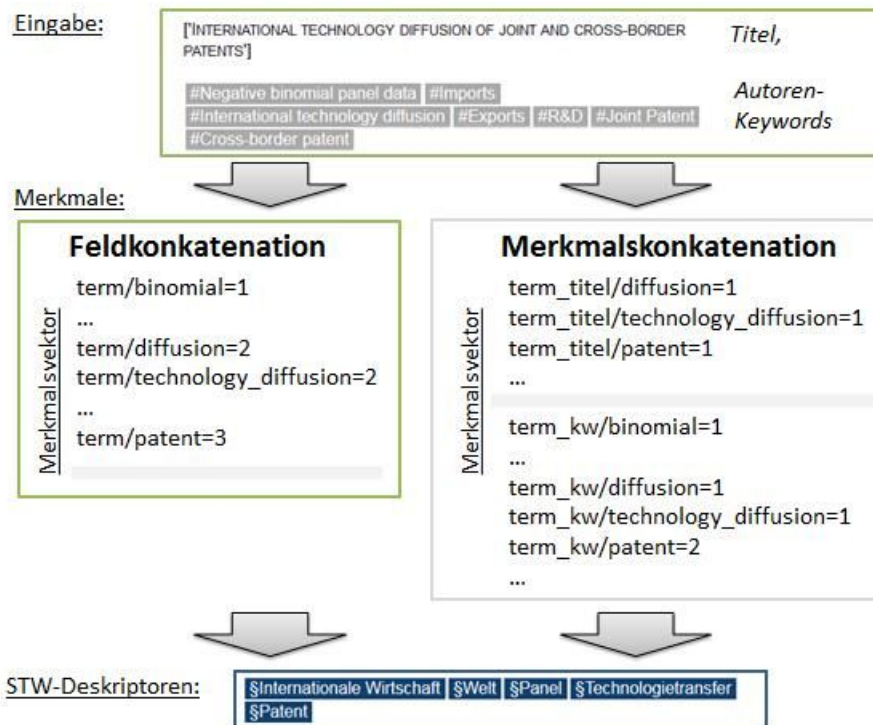 Eingabe:
['INTERNATIONAL TECHNOLOGY DIFFUSION OF JOINT AND CROSS-BORDER
PATENTS']
Titel,
#Negative binomial panel data #Imports
#International technology diffusion #Exports #R&D #Joint Patent
#Cross-border patent
Autoren-
Keywords
Merkmale:
Feldkonkatenation
Merkmalsvektor
term/binomial=1
...
term/diffusion=2
term/technology_diffusion=2
...
term/patent=3
Merkmalskonkatenation
Merkmalsvektor
term_titel/diffusion=1
term_titel/technology_diffusion=1
term_titel/patent=1
...
term_kw/binomial=1
...
term_kw/diffusion=1
term_kw/technology_diffusion=1
term_kw/patent=2
...
STW-Deskriptoren:
§Internationale Wirtschaft §Welt §Panel §Technologietransfer
§Patent